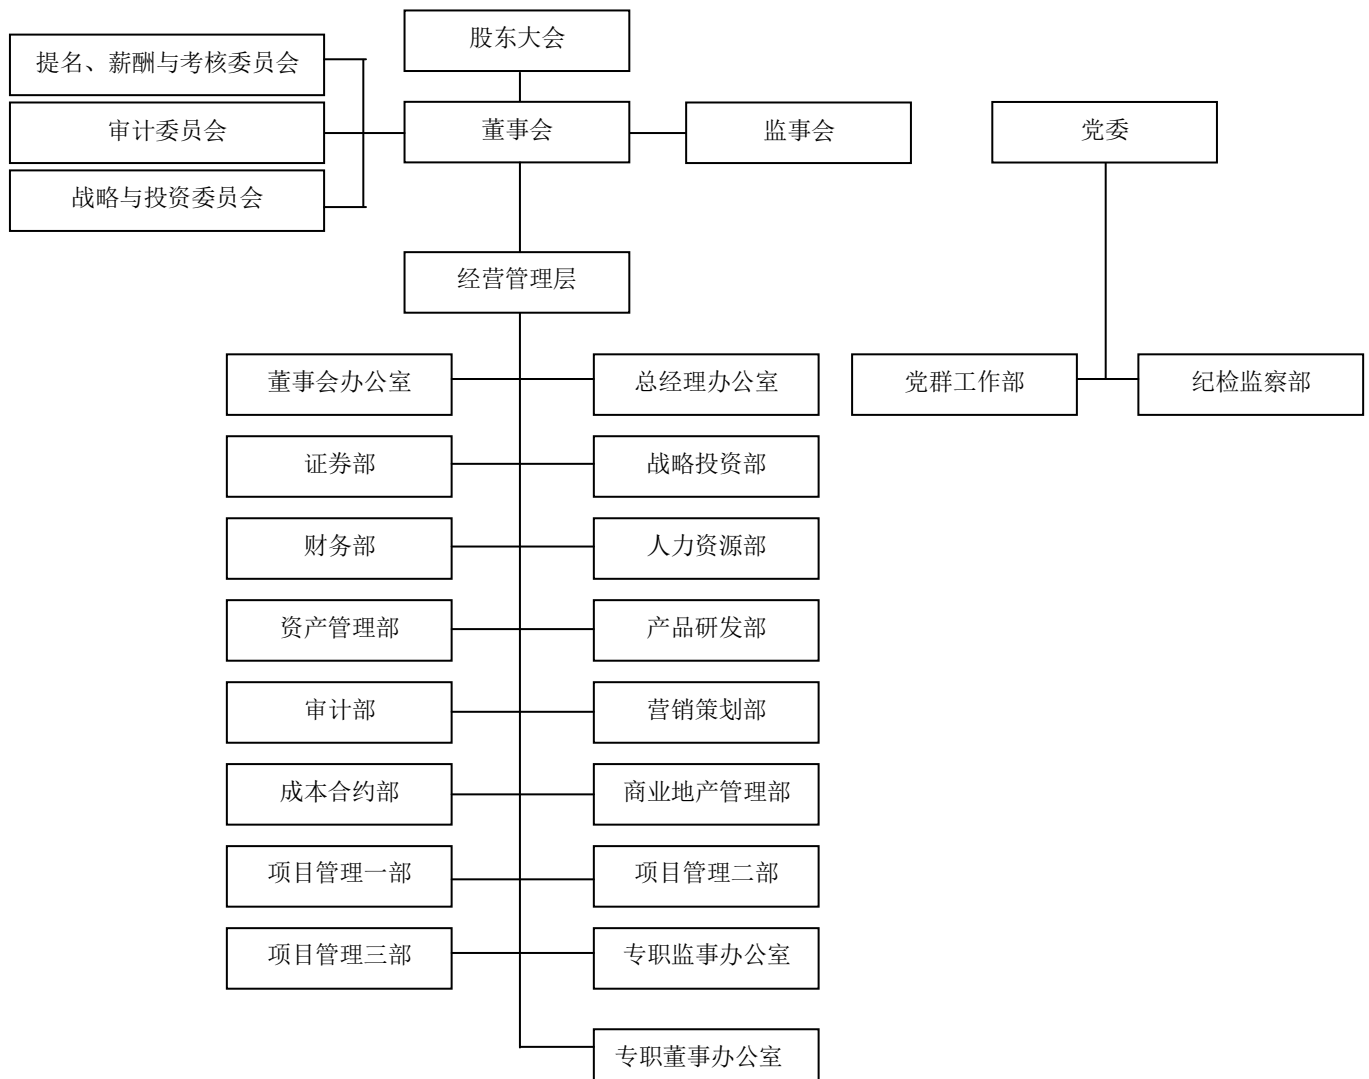 股东大会
提名、薪酬与考核委员会
审计委员会
董事会
监事会
党委
战略与投资委员会
经营管理层
董事会办公室
总经理办公室
党群工作部
纪检监察部
证券部
战略投资部
财务部
人力资源部
资产管理部
产品研发部
审计部
营销策划部
成本合约部
商业地产管理部
项目管理一部
项目管理二部
项目管理三部
专职监事办公室
专职董事办公室